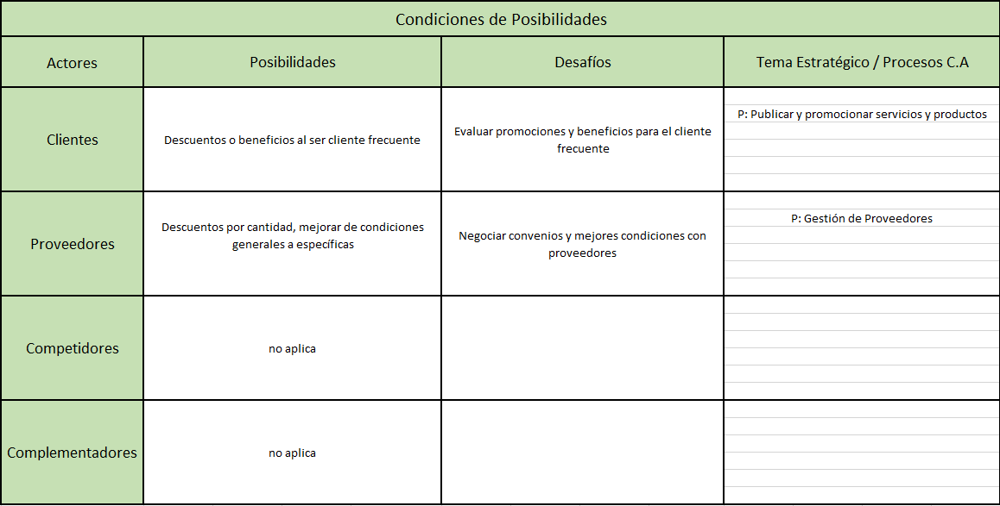 Condiciones de Posibilidades
Actores
Posibilidades
Desafíos
Tema Estratégico / Procesos C.A
Clientes
Descuentos o beneficios al ser cliente frecuente
Evaluar promociones y beneficios para el cliente
frecuente
P: Publicar y promocionar servicios y productos
Proveedores
Descuentos por cantidad, mejorar de condiciones
generales a específicas
Negociar convenios y mejores condiciones con
proveedores
P: Gestión de Proveedores
Competidores
no aplica
Complementadores
no aplica